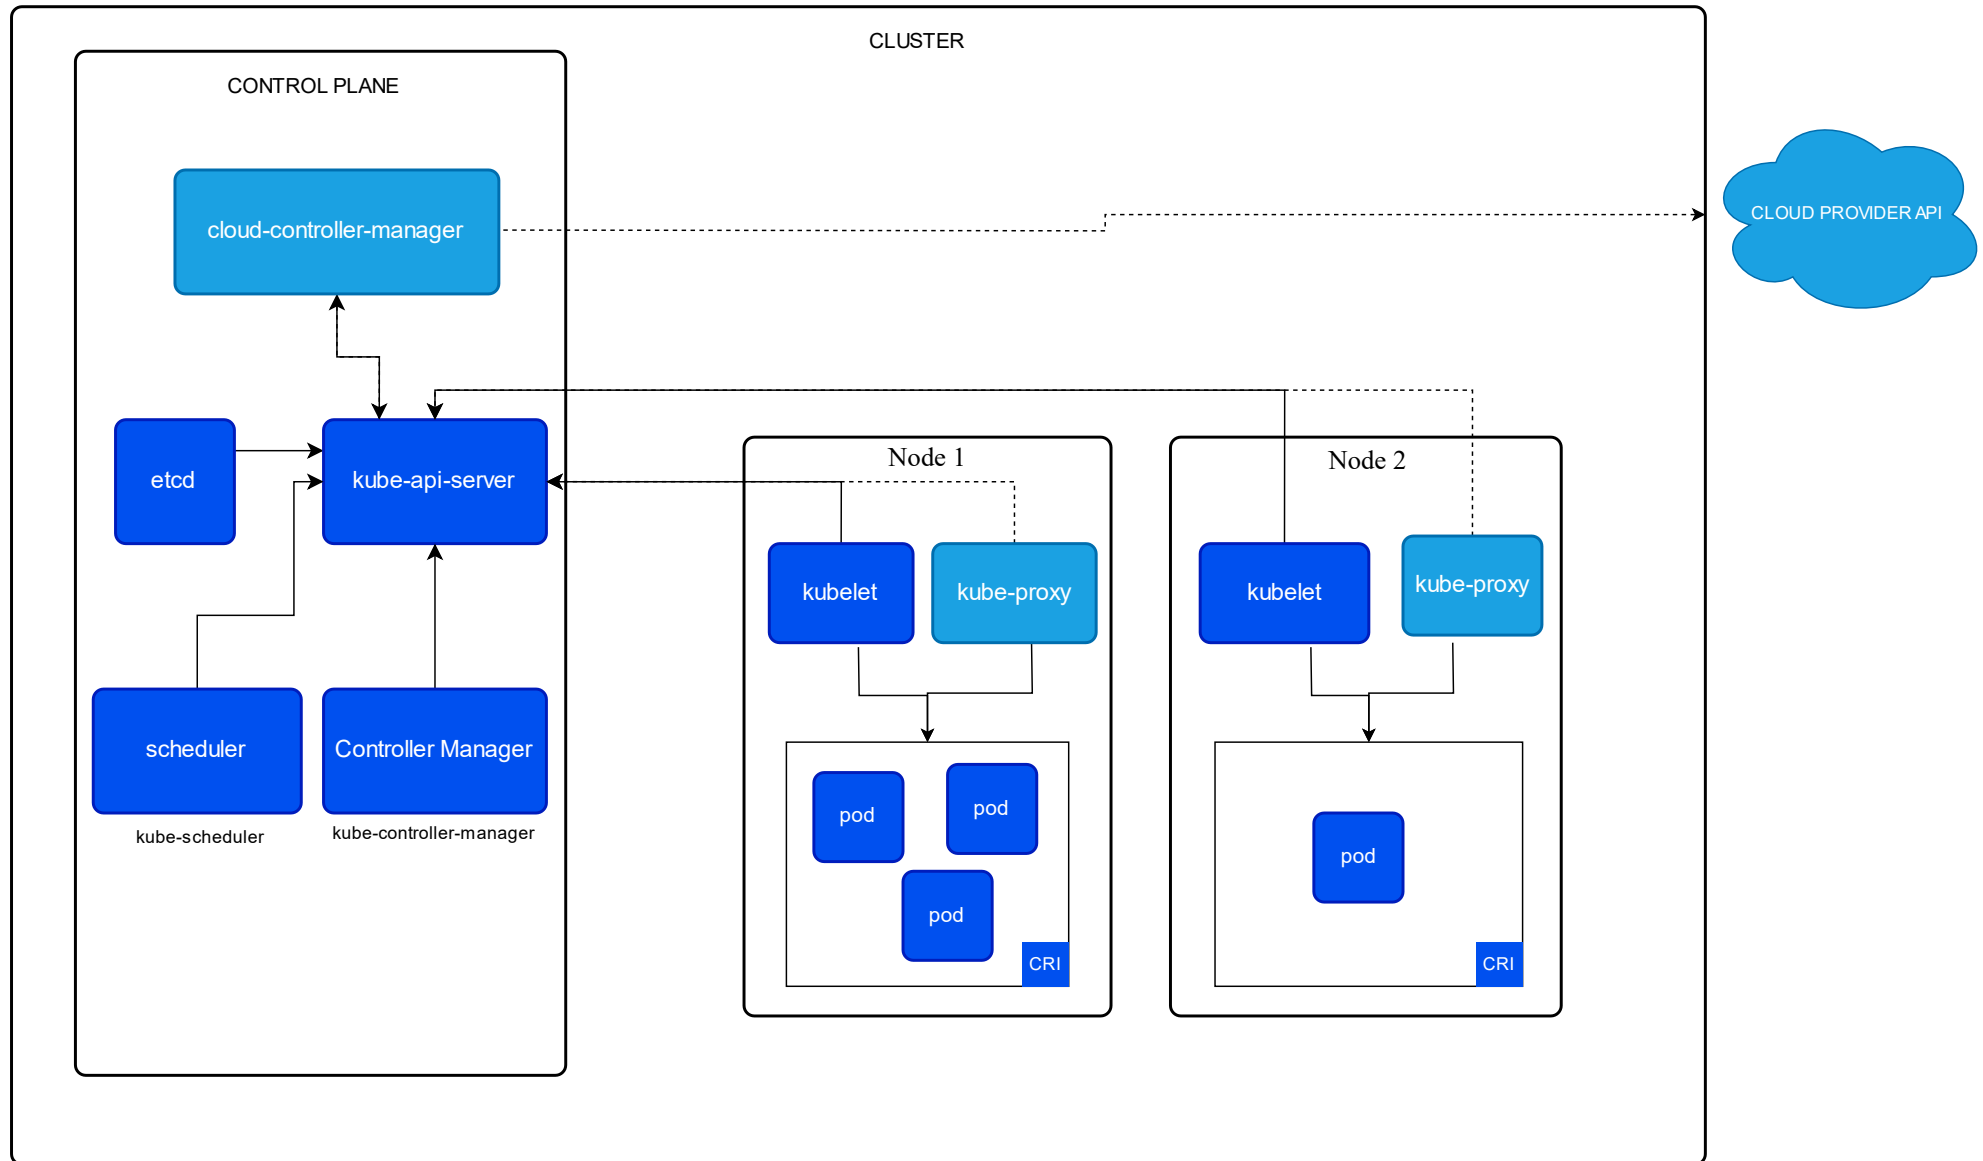 CLUSTER
CONTROL PLANE
cloud-controller-manager
CLOUD PROVIDER API
etcd
kube-api-server
scheduler
kube-scheduler
Controller Manager
kube-controller-manager
Node 1
kubelet
kube-proxy
pod
pod
pod
CRI
Node 2
kubelet
kube-proxy
pod
CRI